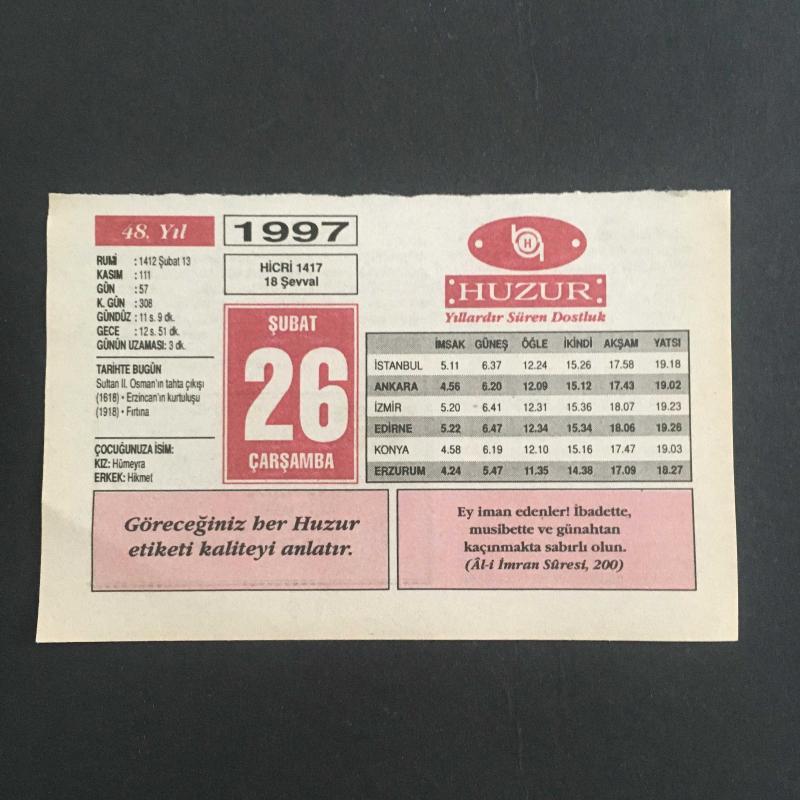 48. Yıl
1997
RUMİ : 1412 Şubat 13
KASIM : 111
GÜN : 57
K. GÜN : 308
GÜNDÜZ : 11 s. 9 dk.
GECE : 12 s. 51 dk.
GÜNÜN UZAMASI: 3 dk.
HİCRİ 1417
18 Şevval
TARİHTE BUGÜN
Sultan II. Osman'ın tahta çıkışı
(1618) • Erzincan'ın kurtuluşu
(1918) • Fırtına
ÇOCUĞUNUZA İSİM:
KIZ: Hümeyra
ERKEK: Hikmet
ŞUBAT
26
ÇARŞAMBA
H
HUZUR
Yıllardır Süren Dostluk
İMSAK GÜNEŞ ÖĞLE İKİNDİ AKŞAM YATSI
İSTANBUL 5.11 6.37 12.24 15.26 17.58 19.18
ANKARA 4.56 6.20 12.09 15.12 17.43 19.02
İZMİR 5.20 6.41 12.31 15.36 18.07 19.23
EDİRNE 5.22 6.47 12.34 15.34 18.06 19.26
KONYA 4.58 6.19 12.10 15.16 17.47 19.03
ERZURUM 4.24 5.47 11.35 14.38 17.09 18.27
Göreceğiniz her Huzur
etiketi kaliteyi anlatır.
Ey iman edenler! İbadette,
musibette ve günahtan
kaçınmakta sabırlı olun.
(Âl-i İmran Sûresi, 200)